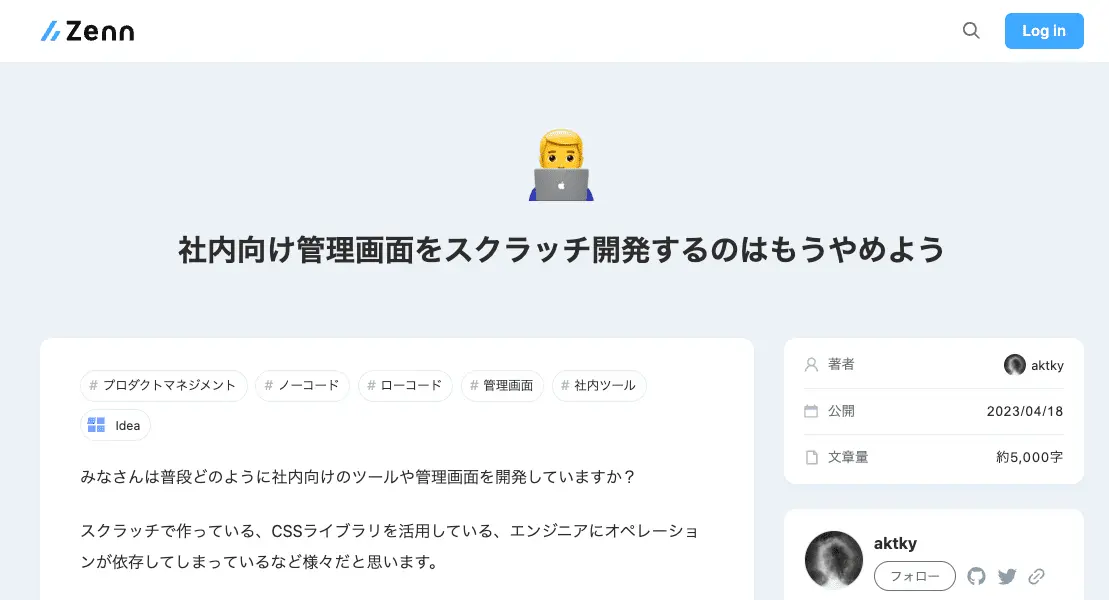 Zenn
Log in
社内向け管理画面をスクラッチ開発するのはもうやめよう
# プロダクトマネジメント
# ノーコード
# ローコード
# 管理画面
# 社内ツール
Idea
みなさんは普段どのように社内向けのツールや管理画面を開発していますか？
スクラッチで作っている、CSSライブラリを活用している、エンジニアにオペレーショ
ンが依存してしまっているなど様々だと思います。
著者
aktky
公開
2023/04/18
文章量
約5,000字
aktky
フォロー